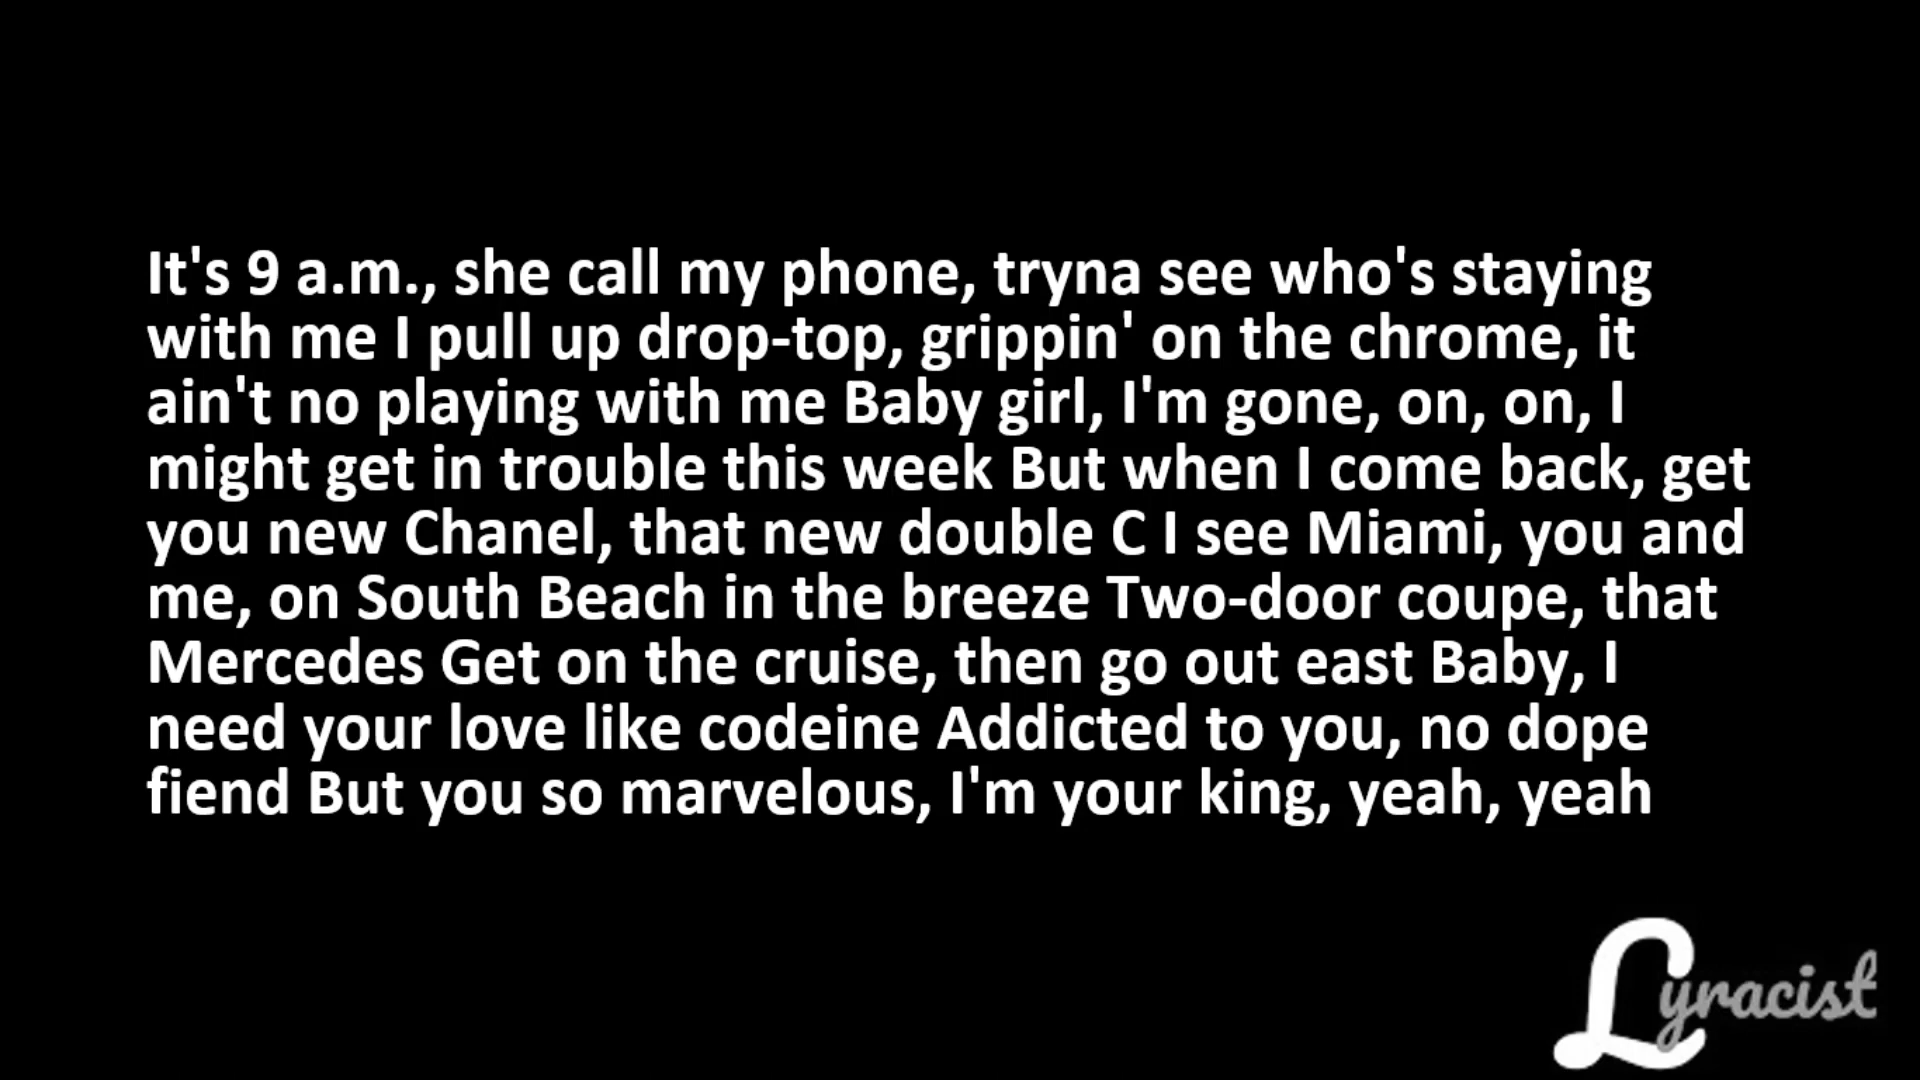 It's 9 a.m., she call my phone, tryna see who's staying
with me I pull up drop-top, grippin' on the chrome, it
ain't no playing with me Baby girl, I'm gone, on, on, I
might get in trouble this week But when I come back, get
you new Chanel, that new double C I see Miami, you and
me, on South Beach in the breeze Two-door coupe, that
Mercedes Get on the cruise, then go out east Baby, I
need your love like codeine Addicted to you, no dope
fiend But you so marvelous, I'm your king, yeah, yeah
Lyracist